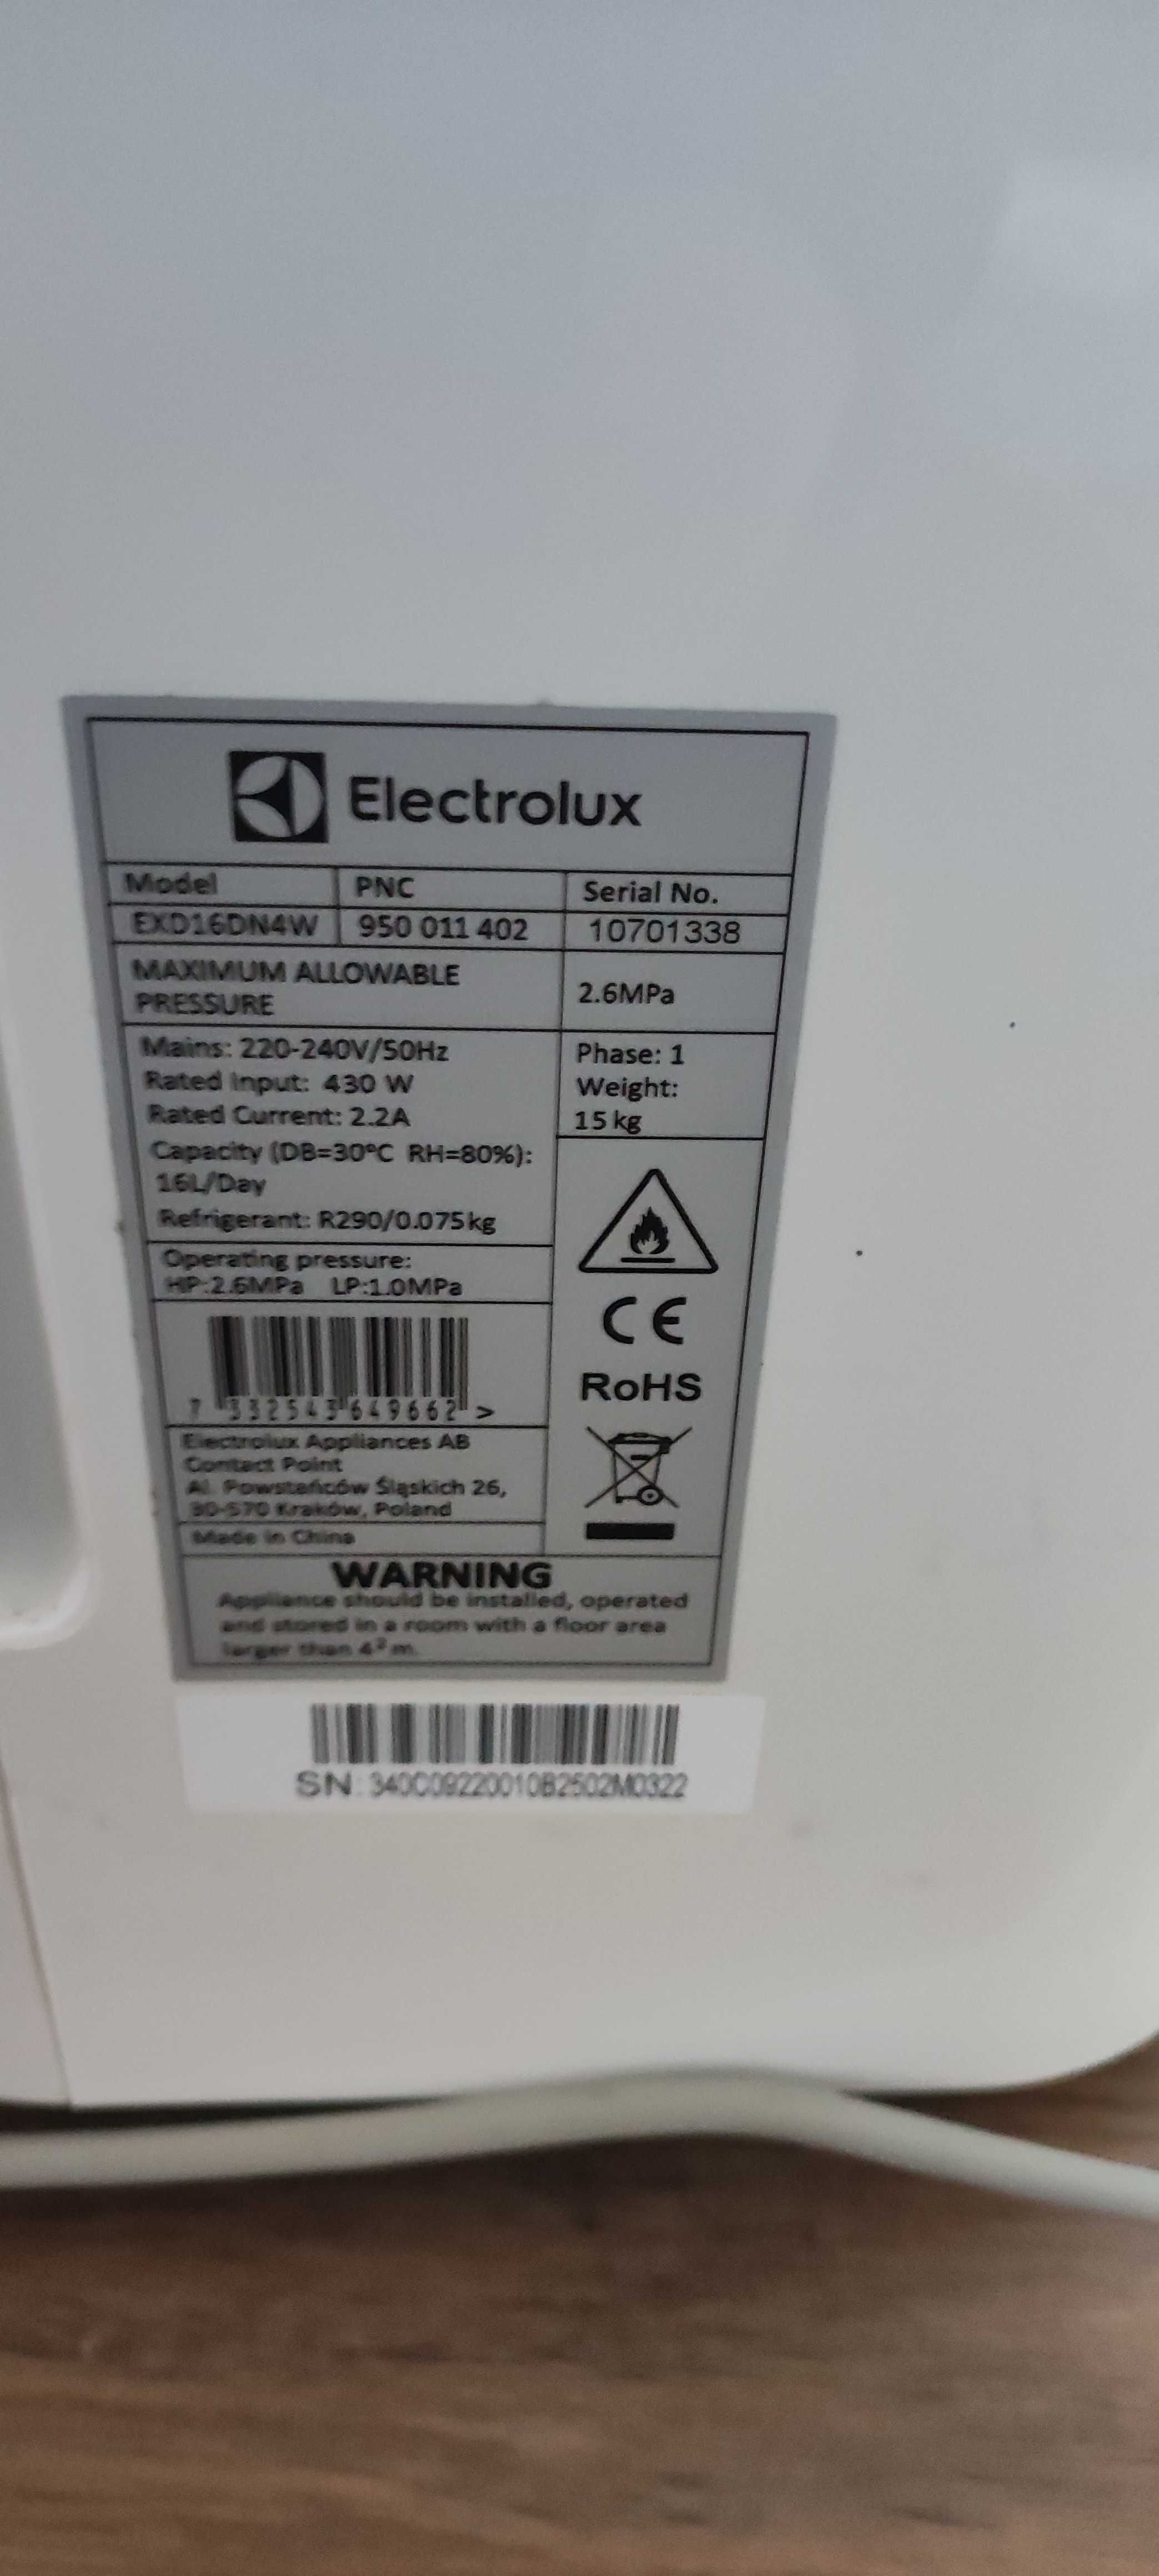 Electrolux
Model PNC Serial No.
EXD16DN4W 950 011 402 10701338
MAXIMUM ALLOWABLE
PRESSURE
2.6MPa
Mains: 220-240V/50Hz
Rated Input: 430 W
Rated Current: 2.2A
Capacity (DB=30°C RH=80%):
16L/Day
Refrigerant: R290/0.075kg
Phase: 1
Weight:
15 kg
Operating pressure:
HP:2.6MPa LP:1.0MPa
7 332543 649662 >
CE
RoHS
Electrolux Appliances AB
Contact Point
Al. Powstańców Śląskich 26,
30-570 Kraków, Poland
Made in China
WARNING
Appliance should be installed, operated
and stored in a room with a floor area
larger than 4² m.
SN: 340C09220010B2502M0322